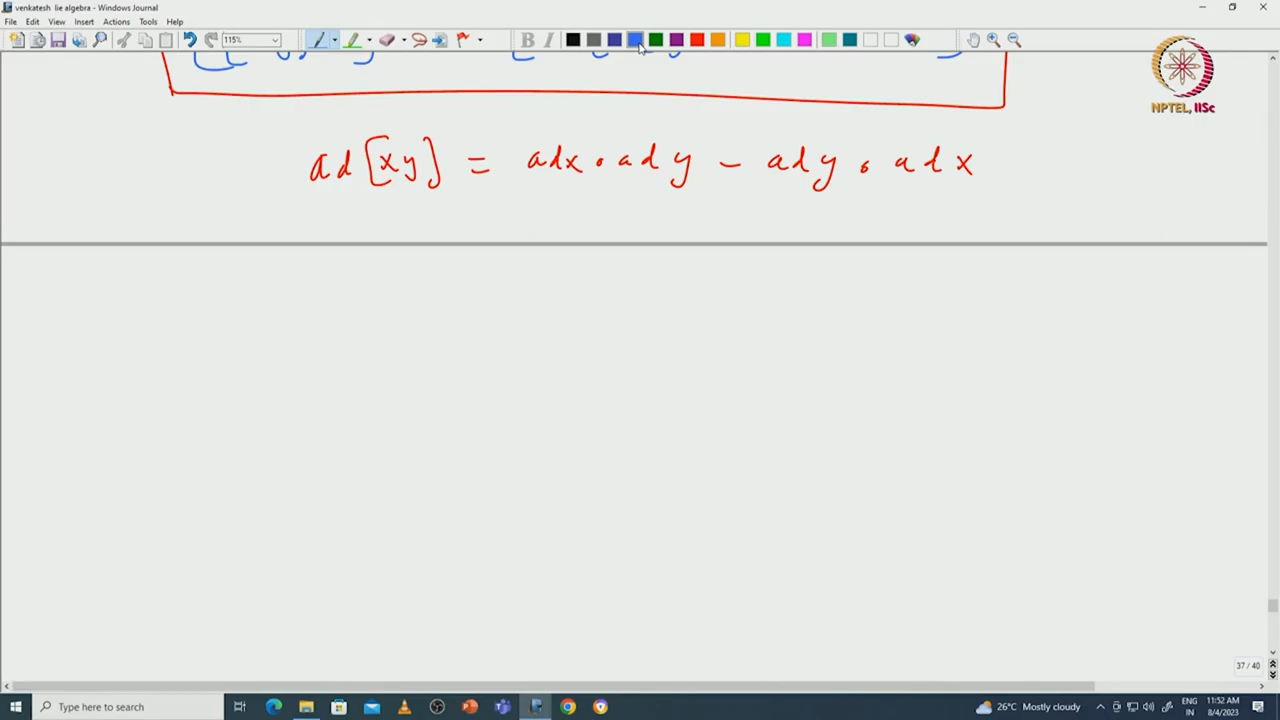 venkatesh lie algebra - Windows Journal
File Edit View Insert Actions Tools Help
115%
B I
NPTEL, IISc
ad[xy] = adx ∘ ady - ady ∘ adx
37 / 40
Type here to search
26°C Mostly cloudy
ENG
IN
11:52 AM
8/4/2023